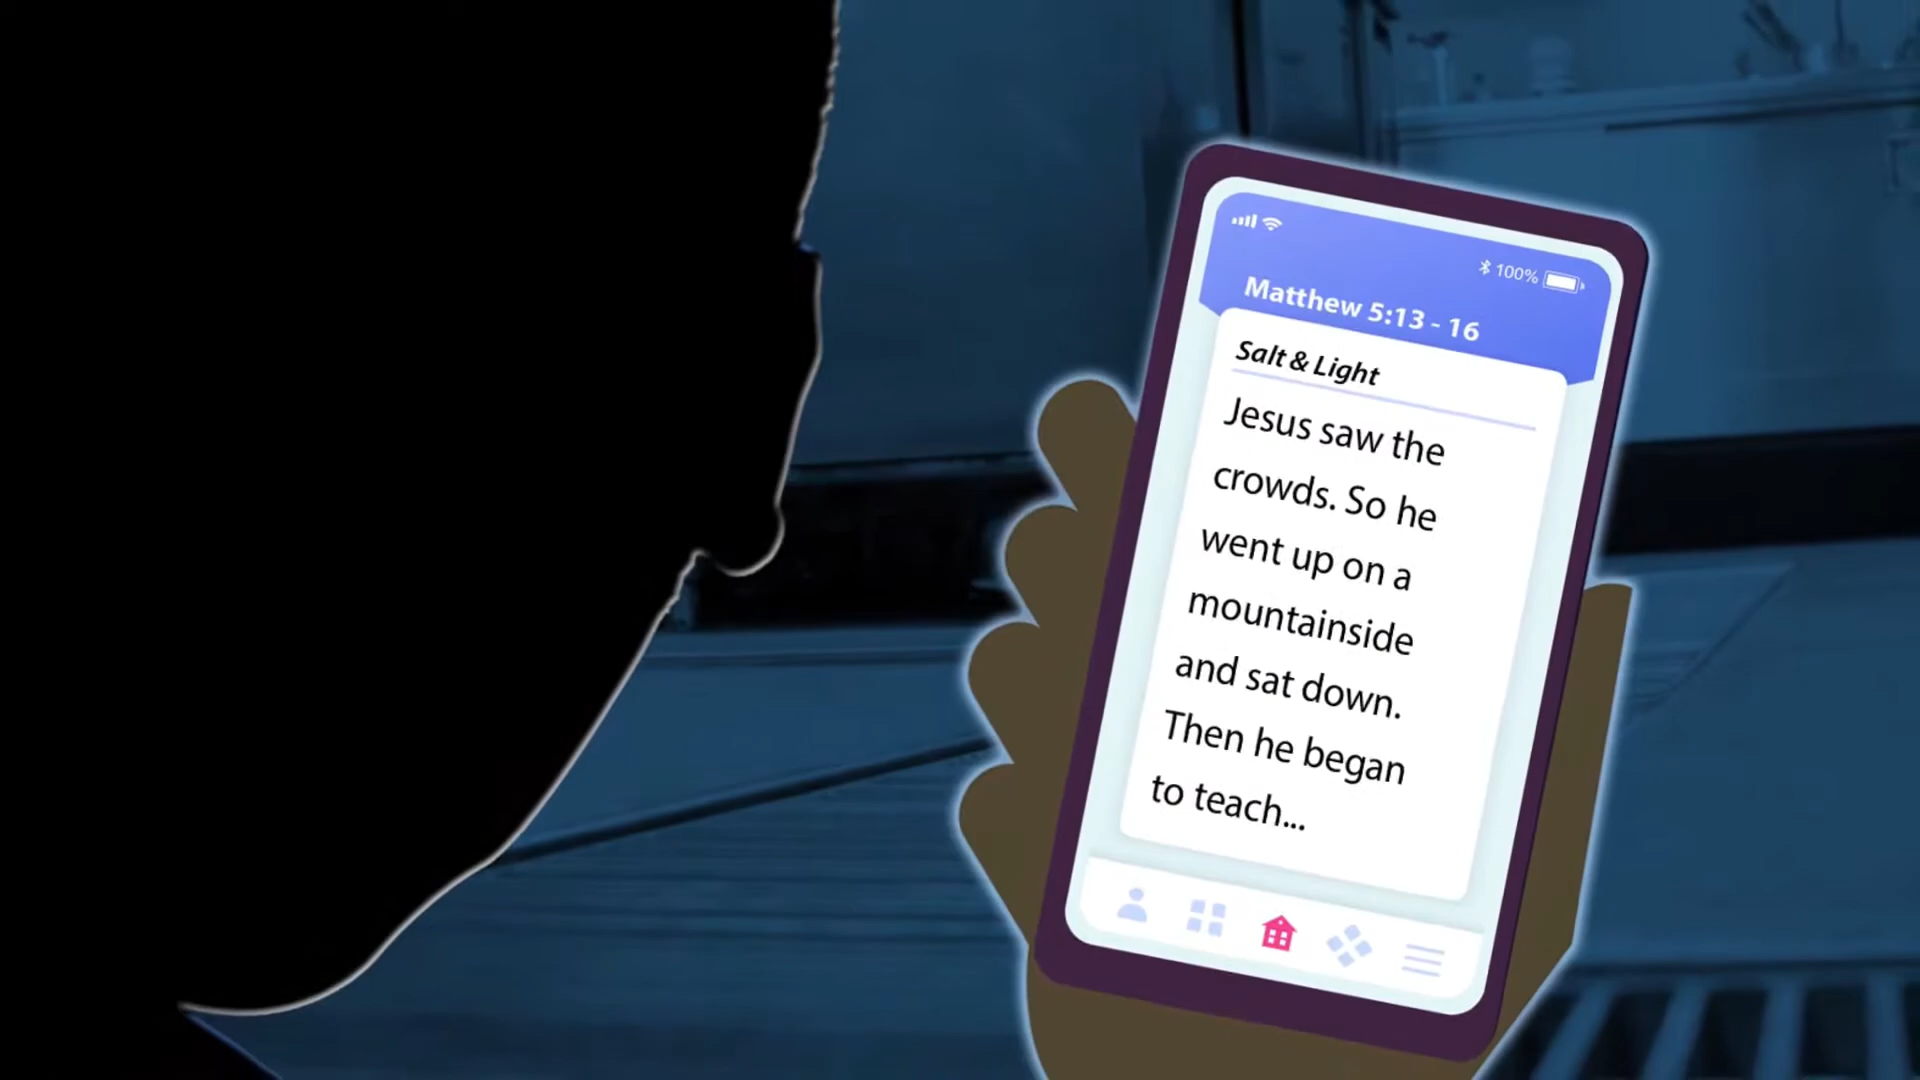 100%
Matthew 5:13 - 16
Salt & Light
Jesus saw the
crowds. So he
went up on a
mountainside
and sat down.
Then he began
to teach...